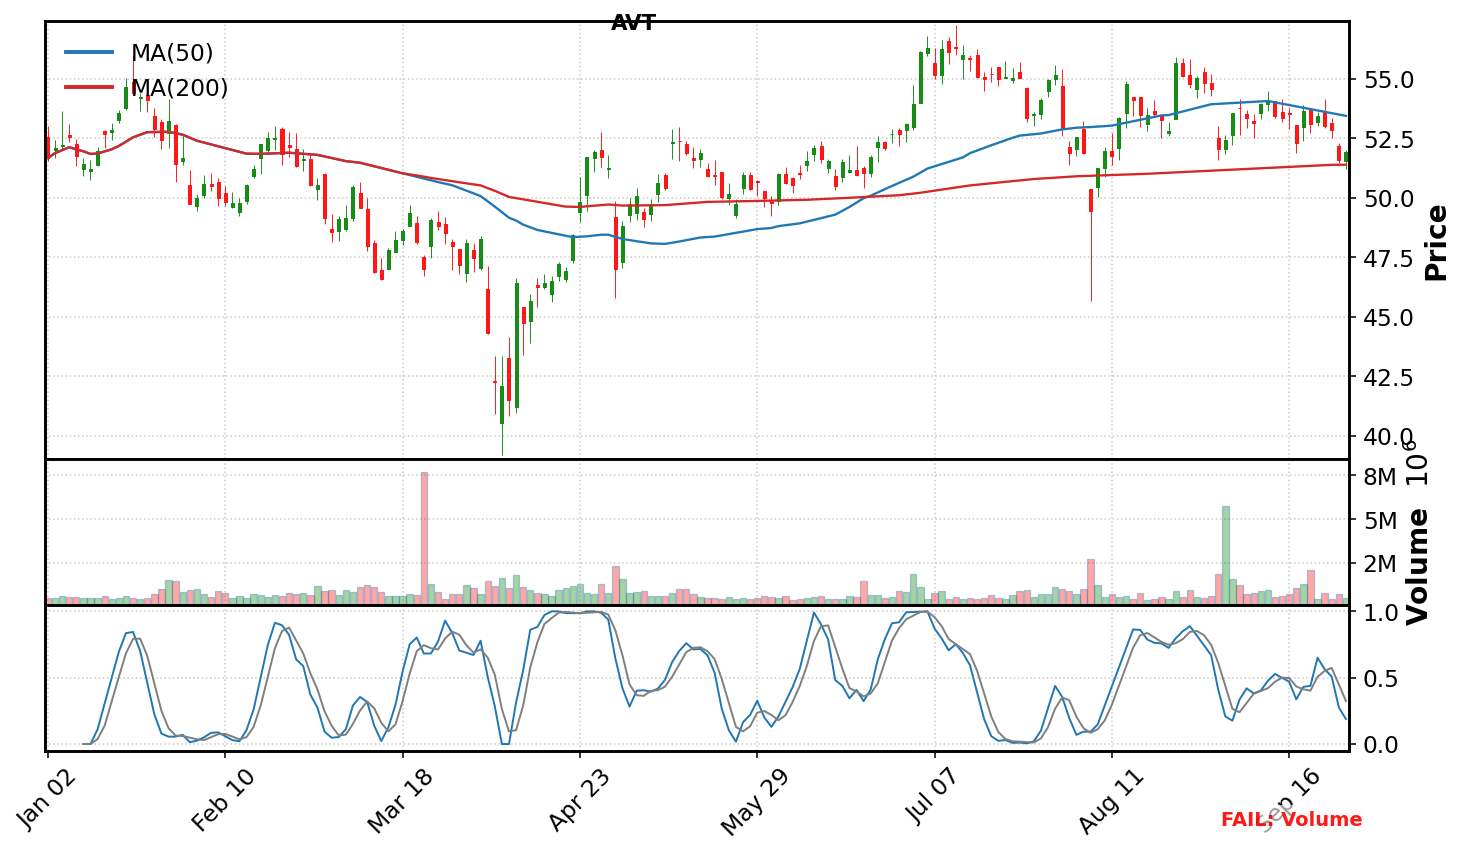 AVT
MA(50)
MA(200)
55.0
52.5
50.0
47.5
45.0
42.5
40.0
Price
10^6
8M
5M
2M
Volume
1.0
0.5
0.0
Jan 02
Feb 10
Mar 18
Apr 23
May 29
Jul 07
Aug 11
Sep 16
FAIL: Volume